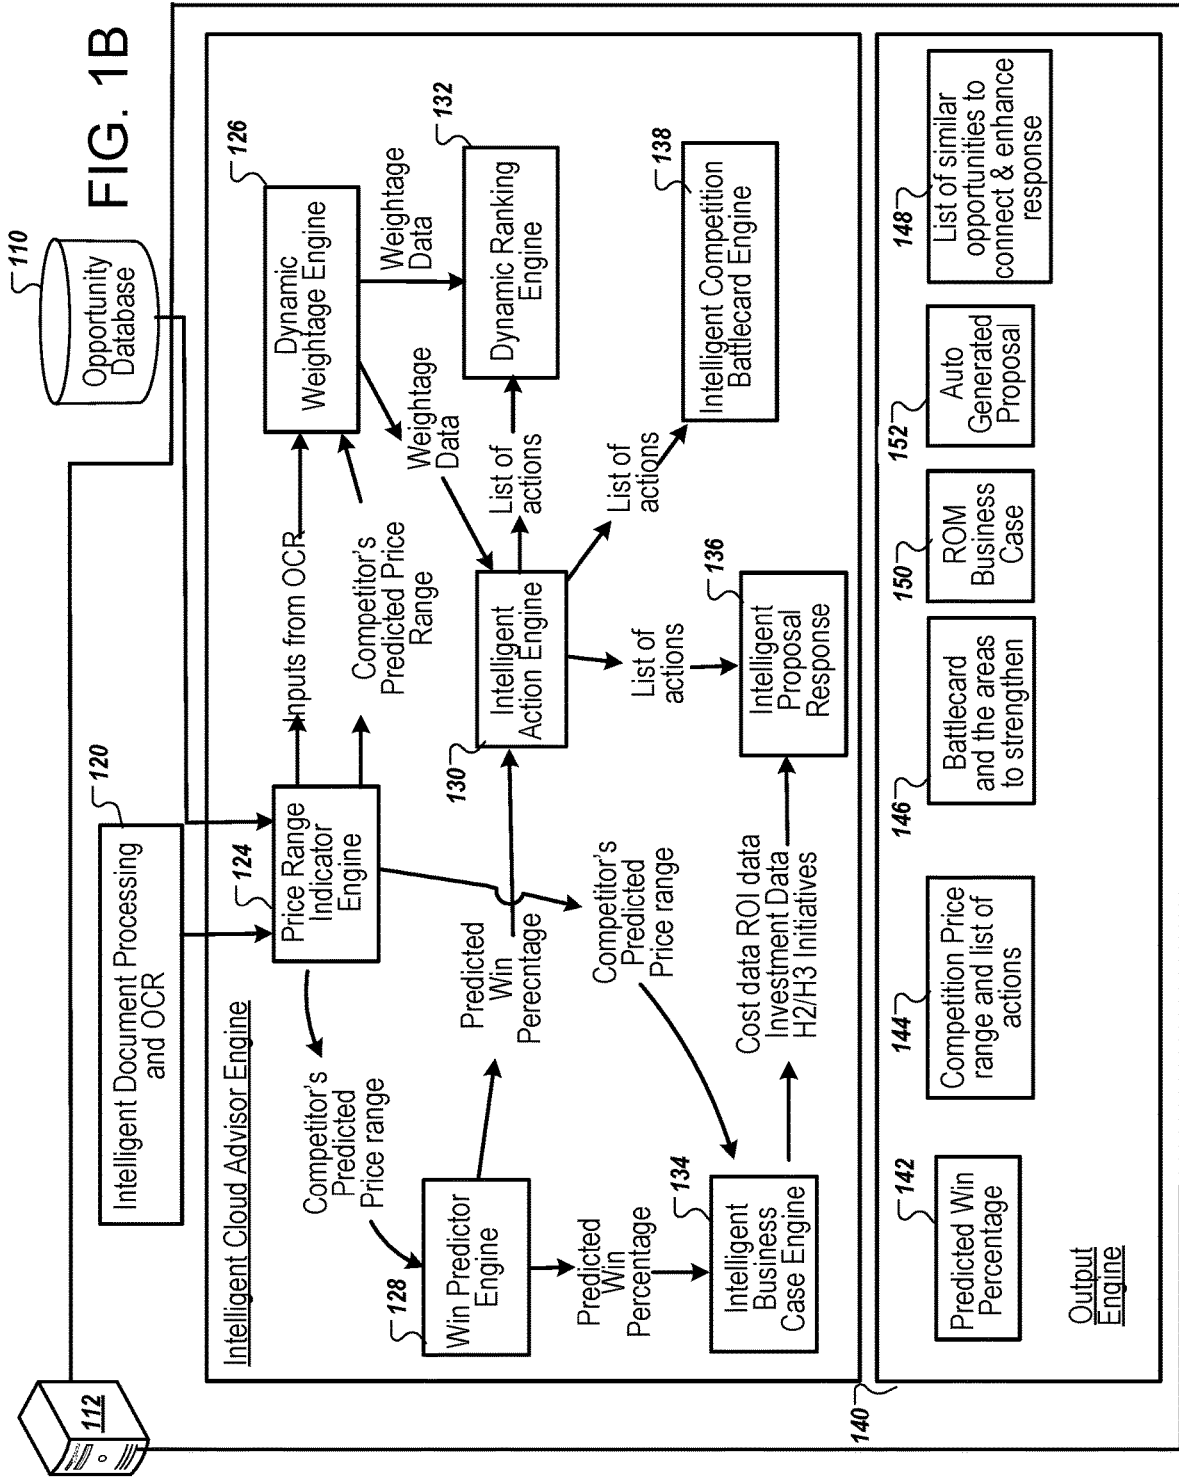 FIG. 1B
110
Opportunity
Database
112
120
Intelligent Document Processing
and OCR
Intelligent Cloud Advisor Engine
124
Price Range
Indicator
Engine
Inputs from OCR
Competitor's
Predicted Price
Range
126
Dynamic
Weightage Engine
Weightage
Data
Weightage
Data
132
Dynamic Ranking
Engine
Competitor's
Predicted
Price range
128
Win Predictor
Engine
Predicted
Win
Perecntage
Competitor's
Predicted
Price range
130
Intelligent
Action Engine
List of
actions
List of
actions
List of
actions
138
Intelligent Competition
Battlecard Engine
Predicted
Win
Percentage
134
Intelligent
Business
Case Engine
Cost data ROI data
Investment Data
H2/H3 Initiatives
136
Intelligent
Proposal
Response
140
142
Predicted Win
Percentage
144
Competition Price
range and list of
actions
146
Battlecard
and the areas
to strengthen
150
ROM
Business
Case
152
Auto
Generated
Proposal
148
List of similar
opportunities to
connect & enhance
response
Output
Engine